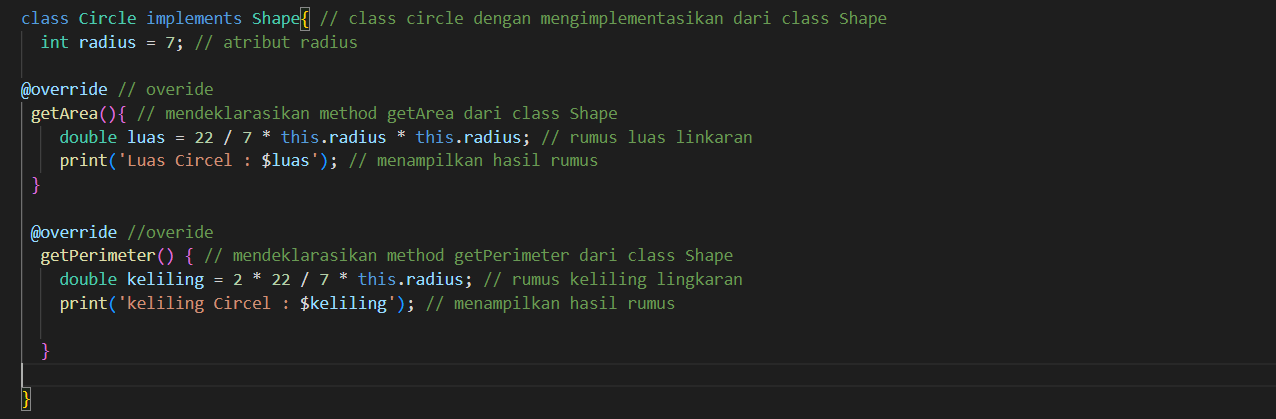 class Circle implements Shape{ // class circle dengan mengimplementasikan dari class Shape
int radius = 7; // atribut radius
@override // overide
getArea(){ // mendeklarasikan method getArea dari class Shape
double luas = 22 / 7 * this.radius * this.radius; // rumus luas linkaran
print('Luas Circel : $luas'); // menampilkan hasil rumus
}
@override //overide
getPerimeter() { // mendeklarasikan method getPerimeter dari class Shape
double keliling = 2 * 22 / 7 * this.radius; // rumus keliling lingkaran
print('keliling Circel : $keliling'); // menampilkan hasil rumus
}
}